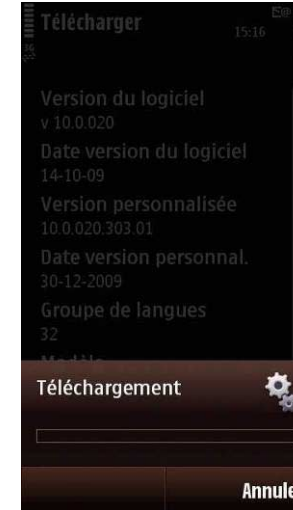 Télécharger
15:16
Version du logiciel
v 10.0.020
Date version du logiciel
14-10-09
Version personnalisée
10.0.020.303.01
Date version personnal.
30-12-2009
Groupe de langues
32
Modèle
Téléchargement
Annule